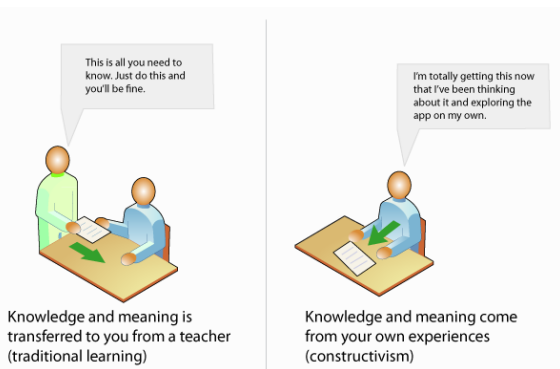 This is all you need to
know. Just do this and
you'll be fine.
Knowledge and meaning is
transferred to you from a teacher
(traditional learning)
I'm totally getting this now
that I've been thinking
about it and exploring the
app on my own.
Knowledge and meaning come
from your own experiences
(constructivism)